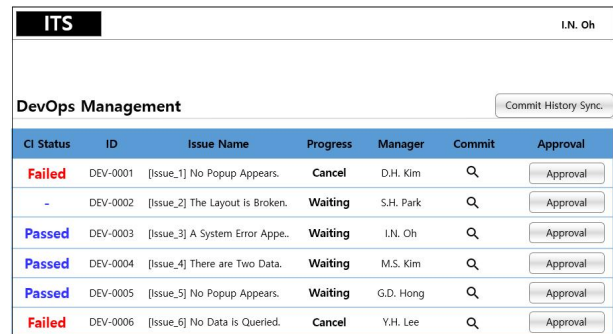 ITS I.N. Oh
DevOps Management Commit History Sync.
CI Status ID Issue Name Progress Manager Commit Approval
Failed DEV-0001 [Issue_1] No Popup Appears. Cancel D.H. Kim Approval
- DEV-0002 [Issue_2] The Layout is Broken. Waiting S.H. Park Approval
Passed DEV-0003 [Issue_3] A System Error Appe.. Waiting I.N. Oh Approval
Passed DEV-0004 [Issue_4] There are Two Data. Waiting M.S. Kim Approval
Passed DEV-0005 [Issue_5] No Popup Appears. Waiting G.D. Hong Approval
Failed DEV-0006 [Issue_6] No Data is Queried. Cancel Y.H. Lee Approval